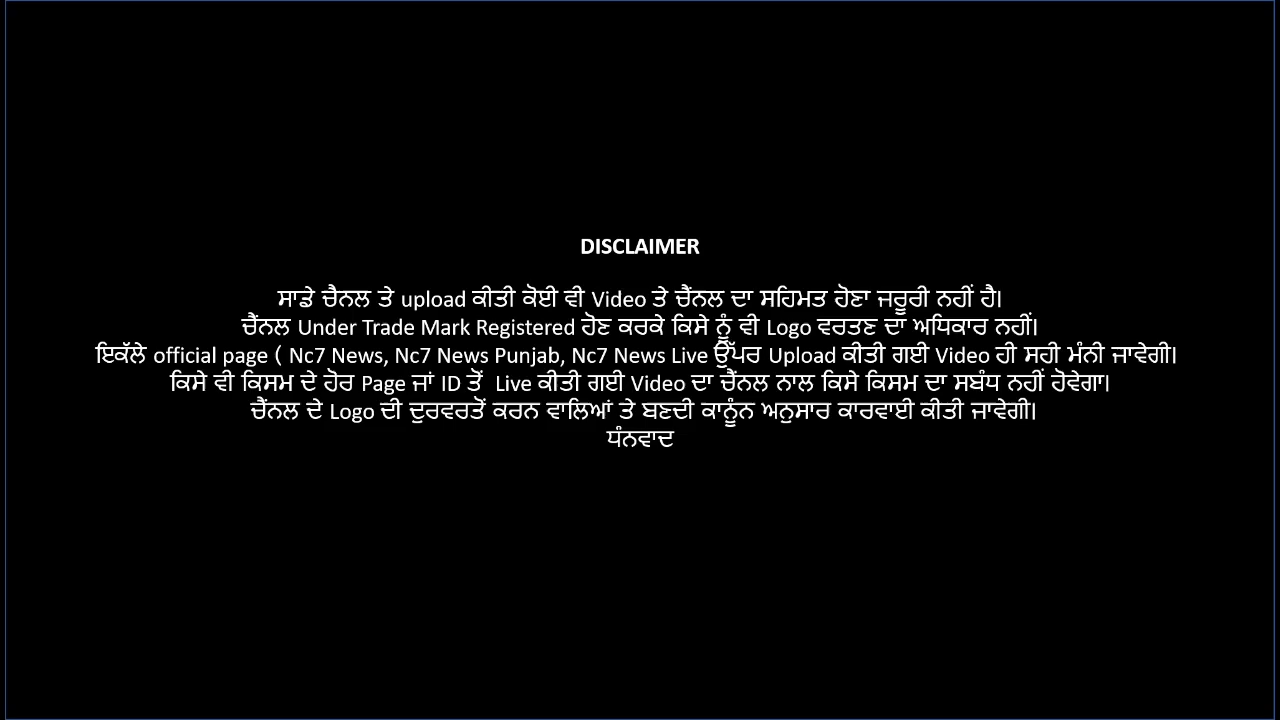 DISCLAIMER
ਸਾਡੇ ਚੈਨਲ ਤੇ upload ਕੀਤੀ ਕੋਈ ਵੀ Video ਤੇ ਚੈੱਨਲ ਦਾ ਸਹਿਮਤ ਹੋਣਾ ਜਰੂਰੀ ਨਹੀਂ ਹੈ।
ਚੈੱਨਲ Under Trade Mark Registered ਹੋਣ ਕਰਕੇ ਕਿਸੇ ਨੂੰ ਵੀ Logo ਵਰਤਣ ਦਾ ਅਧਿਕਾਰ ਨਹੀਂ।
ਇਕੱਲੇ official page ( Nc7 News, Nc7 News Punjab, Nc7 News Live ਉੱਪਰ Upload ਕੀਤੀ ਗਈ Video ਹੀ ਸਹੀ ਮੰਨੀ ਜਾਵੇਗੀ।
ਕਿਸੇ ਵੀ ਕਿਸਮ ਦੇ ਹੋਰ Page ਜਾਂ ID ਤੋਂ Live ਕੀਤੀ ਗਈ Video ਦਾ ਚੈੱਨਲ ਨਾਲ ਕਿਸੇ ਕਿਸਮ ਦਾ ਸਬੰਧ ਨਹੀਂ ਹੋਵੇਗਾ।
ਚੈੱਨਲ ਦੇ Logo ਦੀ ਦੁਰਵਰਤੋਂ ਕਰਨ ਵਾਲਿਆਂ ਤੇ ਬਣਦੀ ਕਾਨੂੰਨ ਅਨੁਸਾਰ ਕਾਰਵਾਈ ਕੀਤੀ ਜਾਵੇਗੀ।
ਧੰਨਵਾਦ